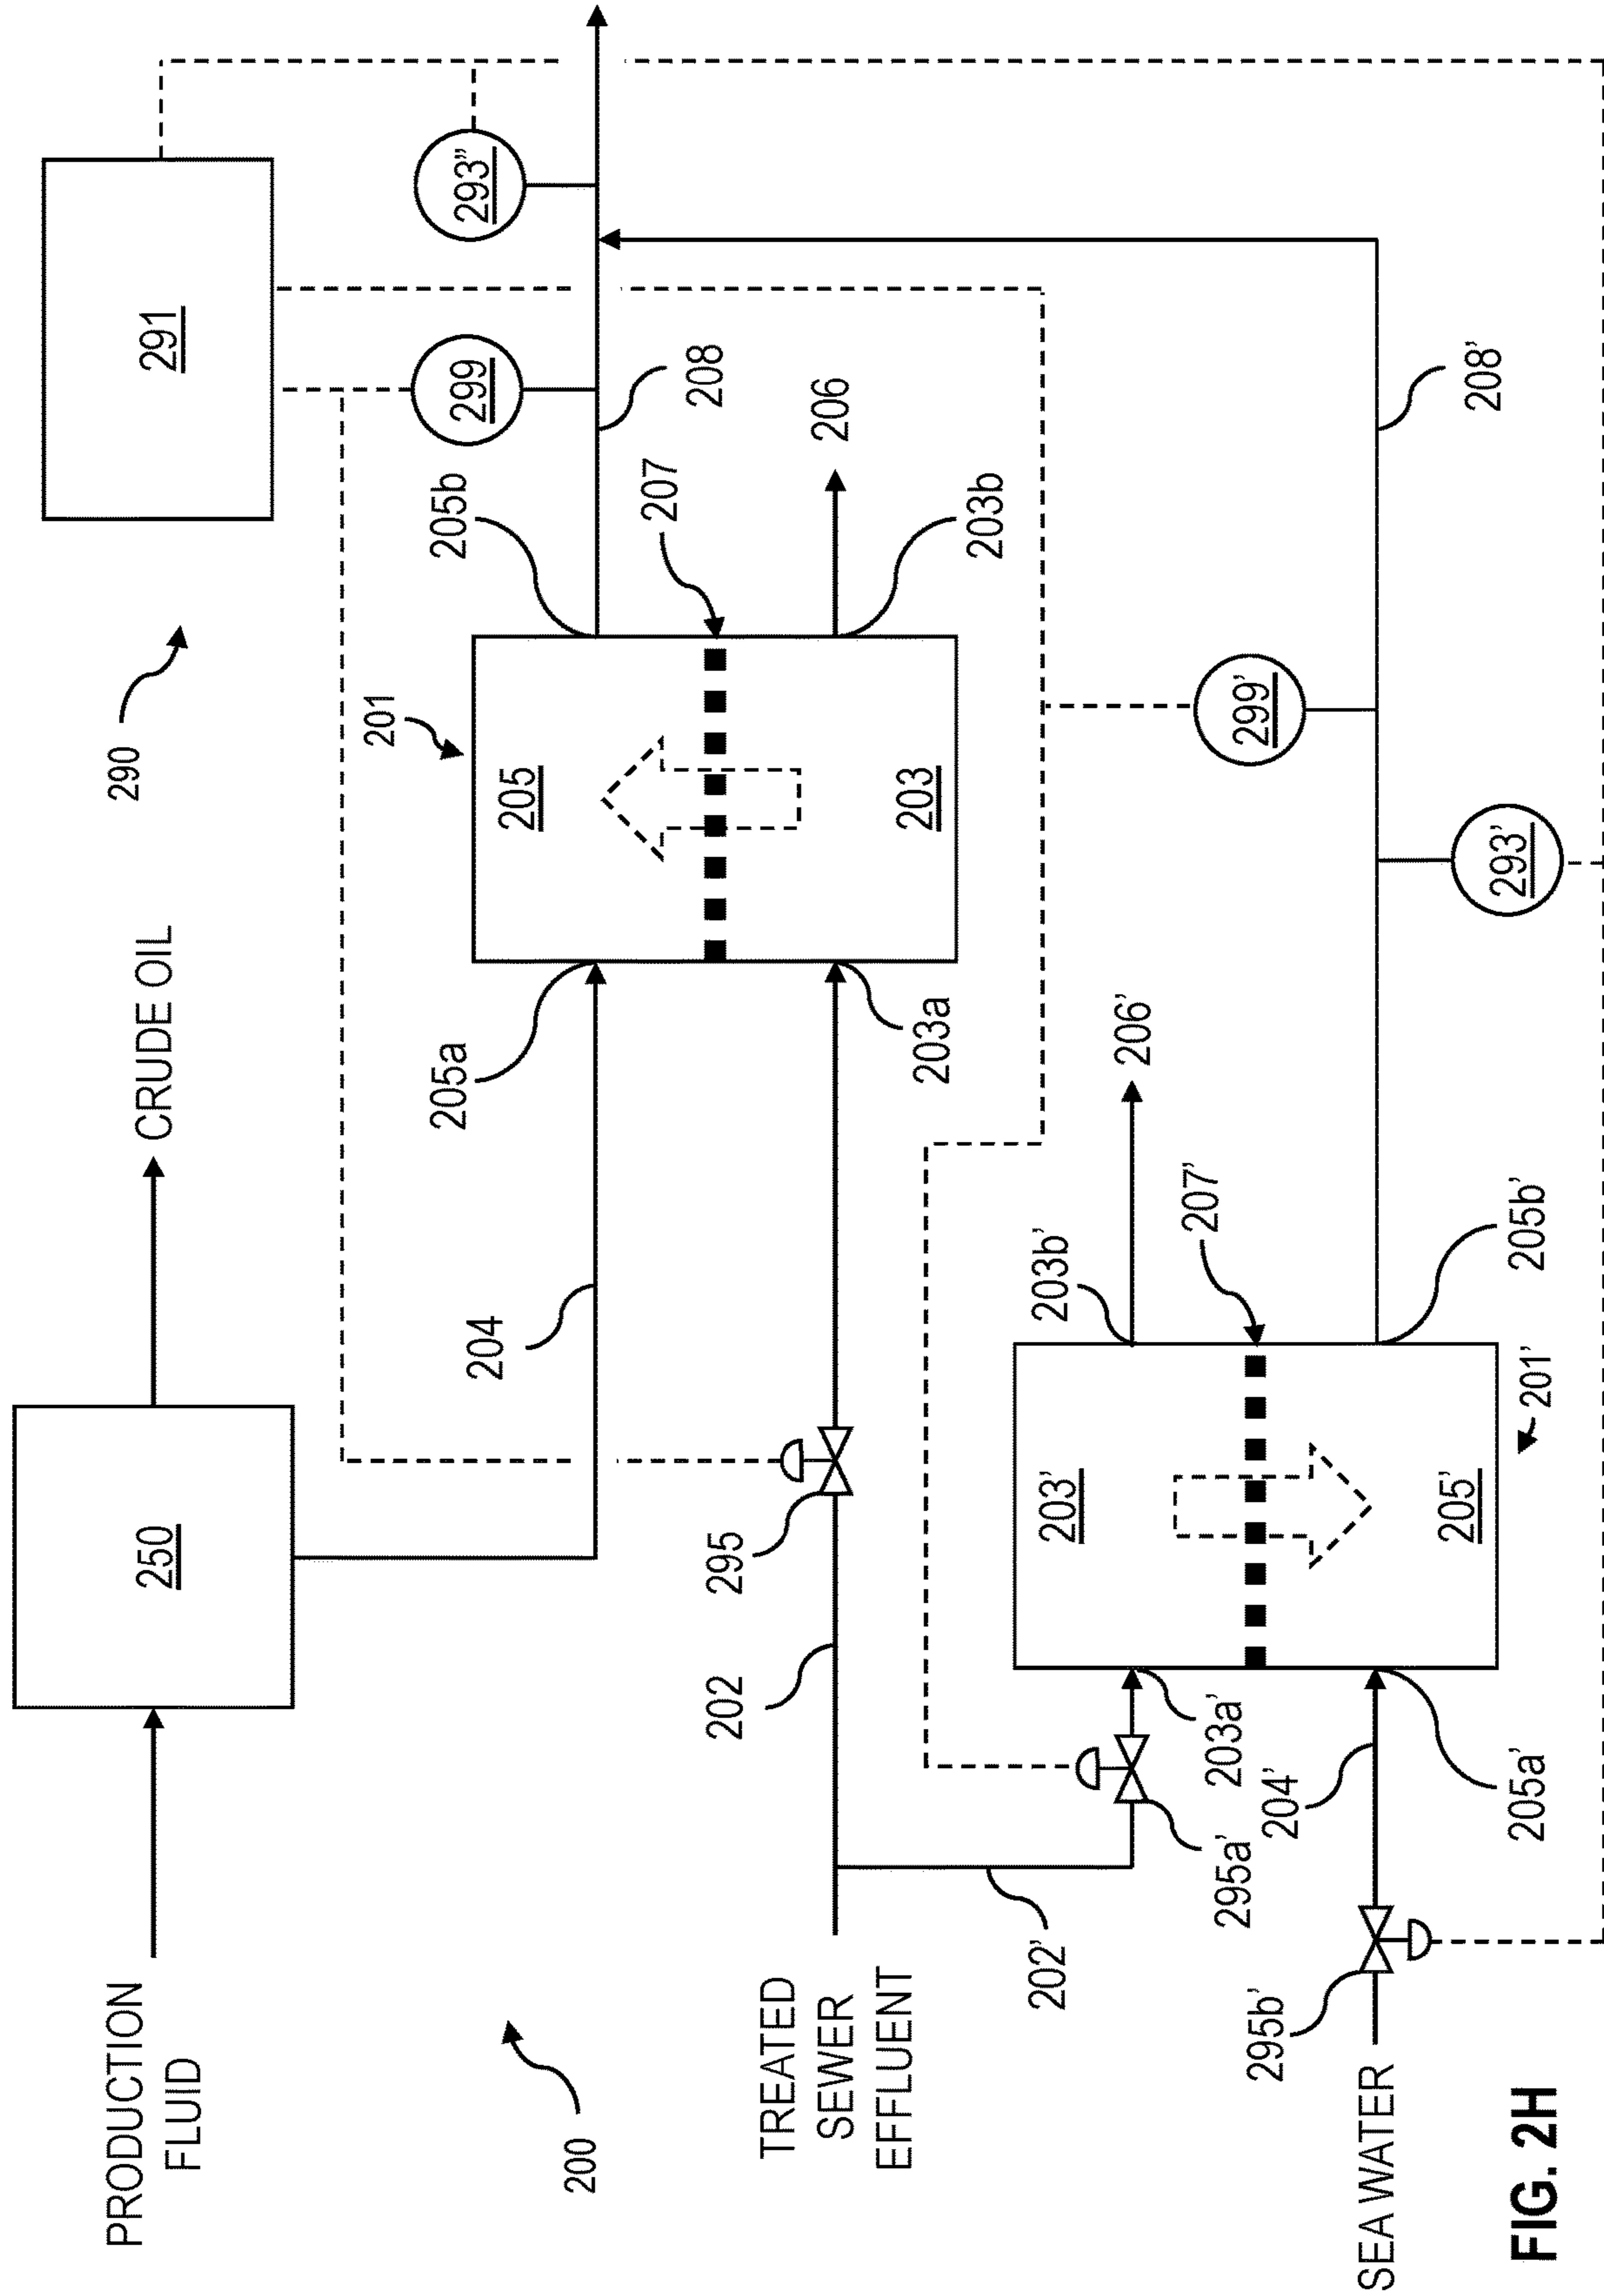 PRODUCTION
FLUID
250
CRUDE OIL
290
291
293"
299
200
204
205a
201
205
205b
207
208
203
203a
203b
206
TREATED
SEWER
EFFLUENT
202
295
202'
295a'
203a'
203'
203b'
206'
207'
SEA WATER
295b'
204'
205a'
205'
205b'
201'
299'
293'
208'
FIG. 2H